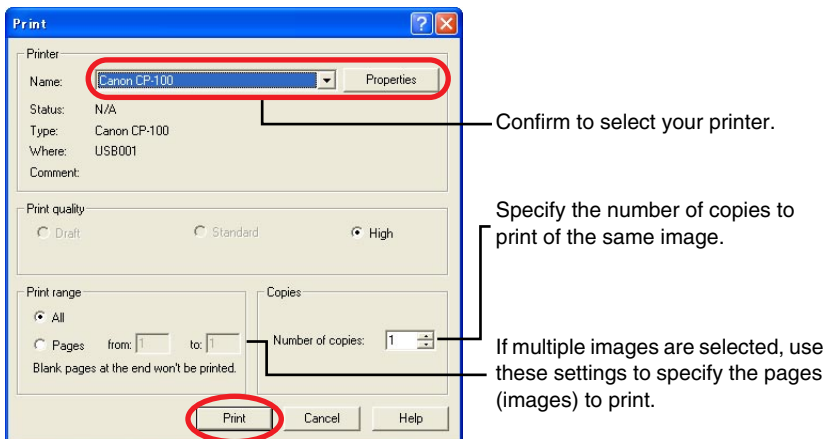 Print
Printer
Name: Canon CP-100 Properties
Status: N/A
Type: Canon CP-100
Where: USB001
Comment:
Confirm to select your printer.
Print quality
Draft Standard High
Specify the number of copies to
print of the same image.
Print range
All
Pages from: 1 to: 1
Blank pages at the end won't be printed.
Copies
Number of copies: 1
If multiple images are selected, use
these settings to specify the pages
(images) to print.
Print Cancel Help